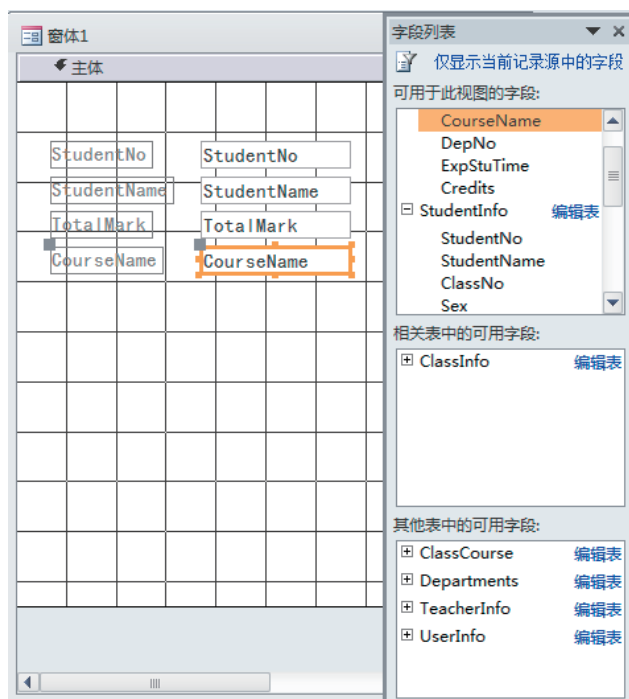 窗体1
主体
StudentNo StudentNo
StudentName StudentName
TotalMark TotalMark
CourseName CourseName
字段列表
仅显示当前记录源中的字段
可用于此视图的字段:
CourseName
DepNo
ExpStuTime
Credits
StudentInfo 编辑表
StudentNo
StudentName
ClassNo
Sex
相关表中的可用字段:
ClassInfo 编辑表
其他表中的可用字段:
ClassCourse 编辑表
Departments 编辑表
TeacherInfo 编辑表
UserInfo 编辑表